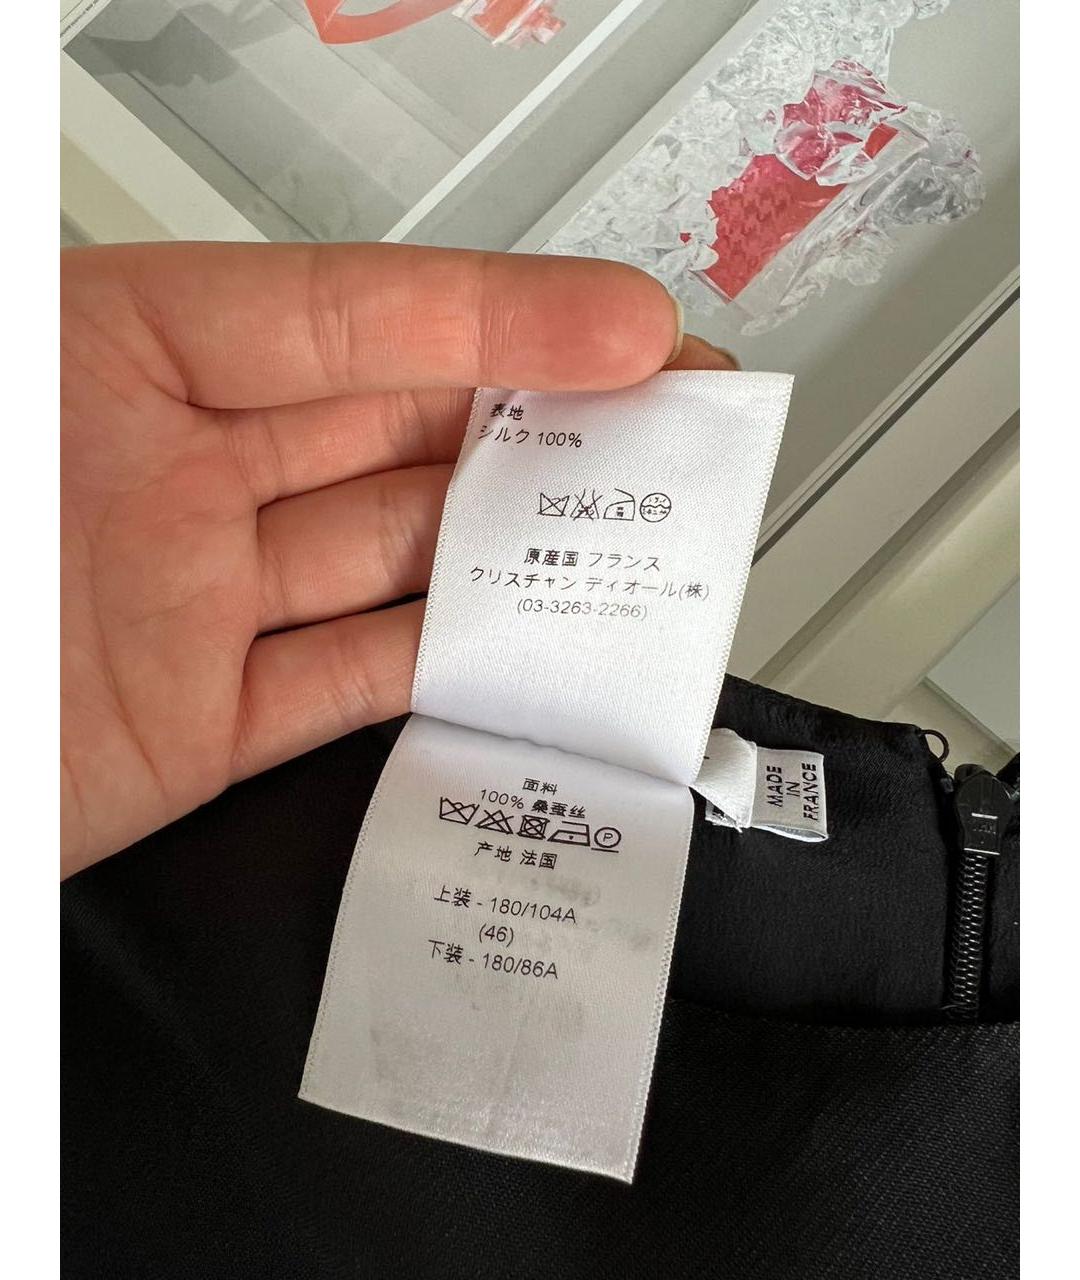 表地
シルク 100%
原産国 フランス
クリスチャン ディオール(株)
(03-3263-2266)
面料
100% 桑蚕丝
P
产地 法国
上装 - 180/104A
(46)
下装 - 180/86A
MADE
IN
FRANCE